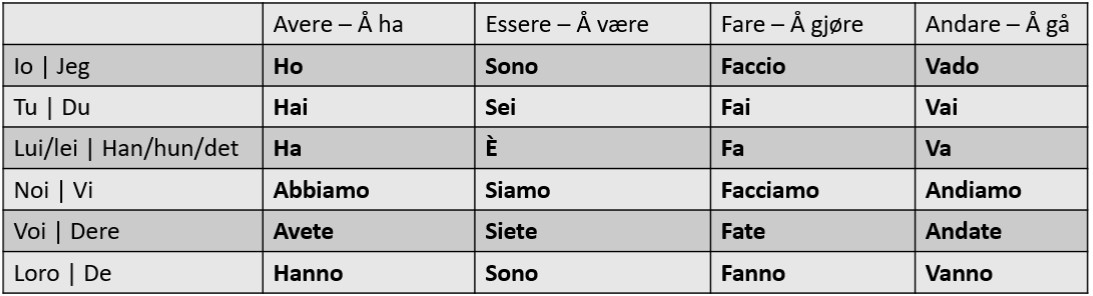 Avere – Å ha Essere – Å være Fare – Å gjøre Andare – Å gå
Io | Jeg Ho Sono Faccio Vado
Tu | Du Hai Sei Fai Vai
Lui/lei | Han/hun/det Ha È Fa Va
Noi | Vi Abbiamo Siamo Facciamo Andiamo
Voi | Dere Avete Siete Fate Andate
Loro | De Hanno Sono Fanno Vanno